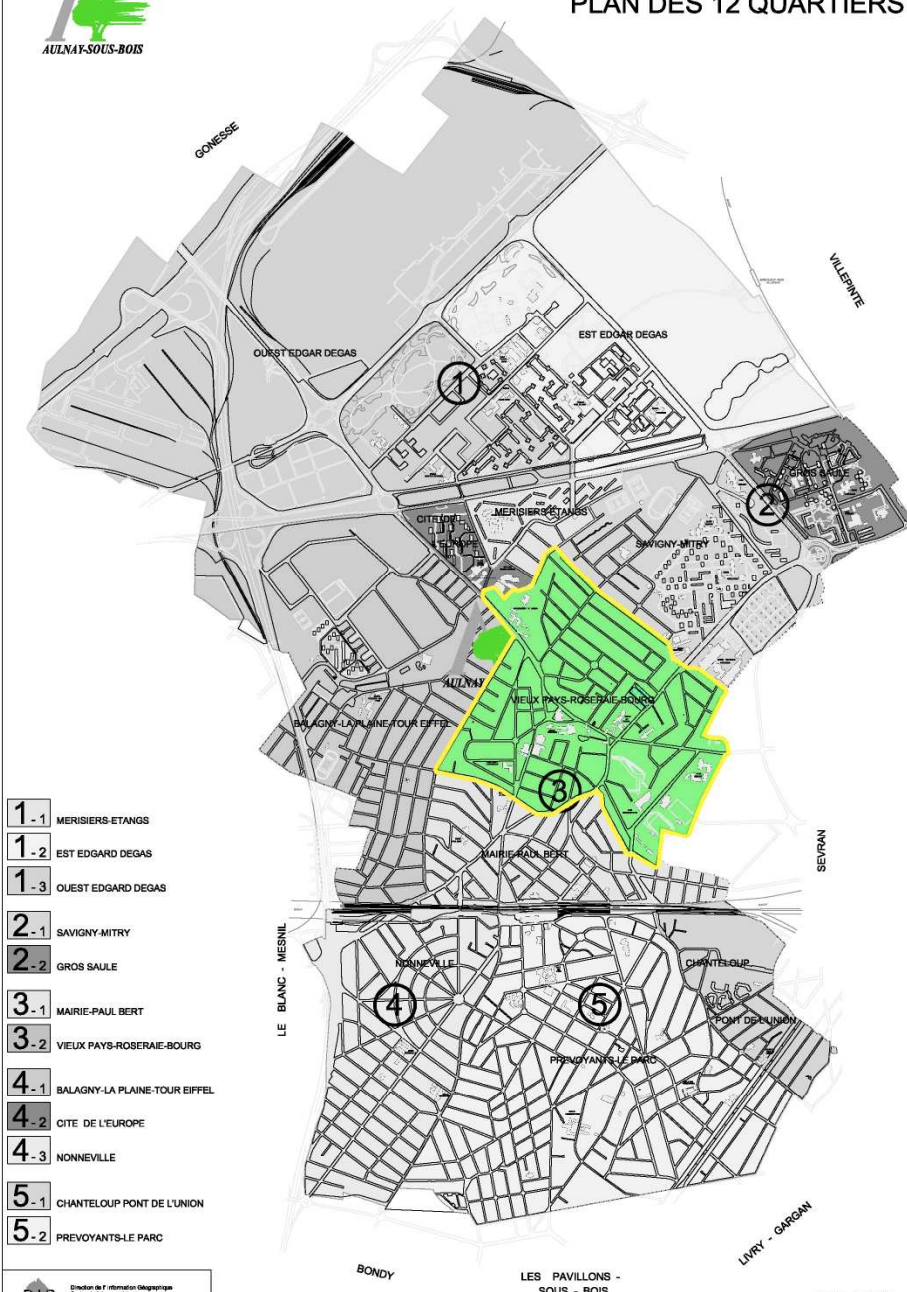 PLAN DES 12 QUARTIERS
AULNAY-SOUS-BOIS
GONESSE
VILLEPINTE
OUEST EDGAR DEGAS
EST EDGAR DEGAS
1
GROS SAULE
2
MERISIERS-ETANGS
CITE DE
L'EUROPE
SAVIGNY-MITRY
AULNAY
VIEUX PAYS-ROSERAIE-BOURG
BALAGNY-LA PLAINE-TOUR EIFFEL
3
MAIRIE-PAUL BERT
SEVRAN
LE BLANC - MESNIL
NONNEVILLE
CHANTELOUP
4
5
PONT DE L'UNION
PREVOYANTS-LE PARC
1-1 MERISIERS-ETANGS
1-2 EST EDGARD DEGAS
1-3 OUEST EDGARD DEGAS
2-1 SAVIGNY-MITRY
2-2 GROS SAULE
3-1 MAIRIE-PAUL BERT
3-2 VIEUX PAYS-ROSERAIE-BOURG
4-1 BALAGNY-LA PLAINE-TOUR EIFFEL
4-2 CITE DE L'EUROPE
4-3 NONNEVILLE
5-1 CHANTELOUP PONT DE L'UNION
5-2 PREVOYANTS-LE PARC
LIVRY - GARGAN
BONDY
LES PAVILLONS -
SOUS - BOIS
Direction de l'Information Géographique